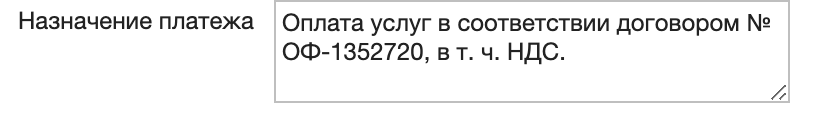 Назначение платежа
Оплата услуг в соответствии договором №
ОФ-1352720, в т. ч. НДС.